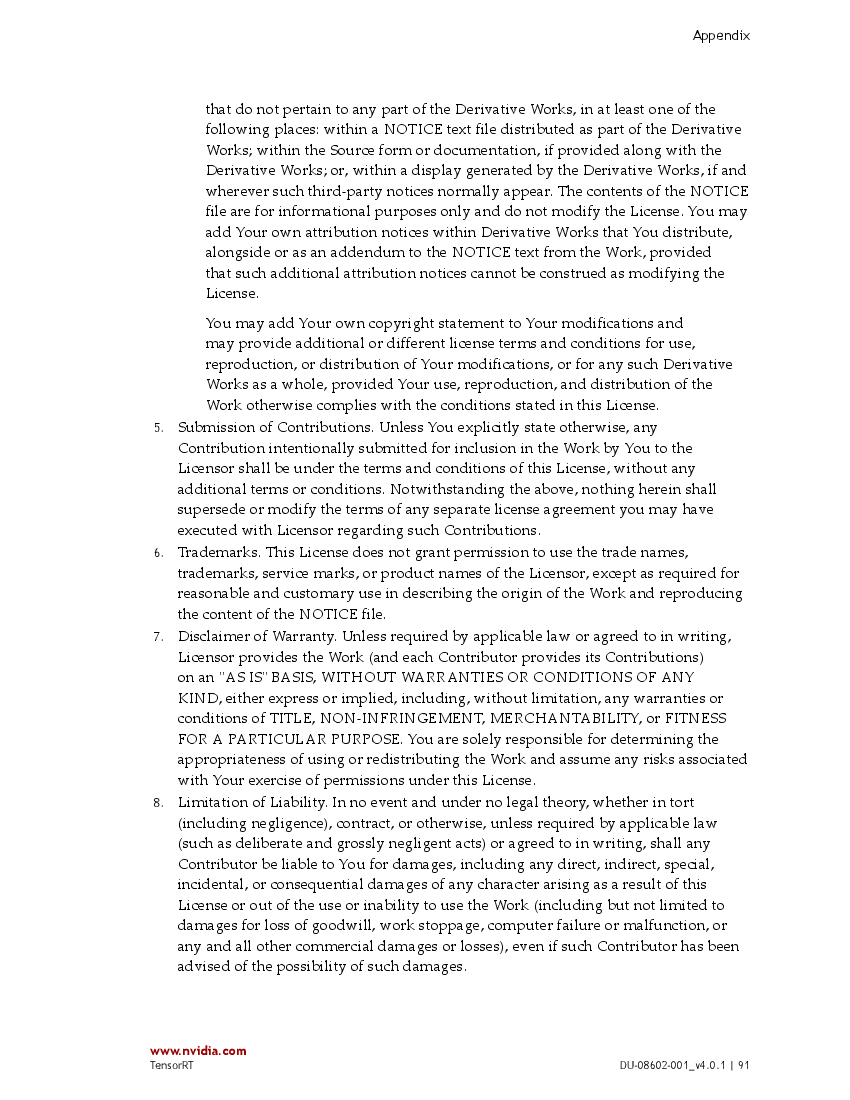 Appendix
that do not pertain to any part of the Derivative Works, in at least one of the
following places: within a NOTICE text file distributed as part of the Derivative
Works; within the Source form or documentation, if provided along with the
Derivative Works; or, within a display generated by the Derivative Works, if and
wherever such third-party notices normally appear. The contents of the NOTICE
file are for informational purposes only and do not modify the License. You may
add Your own attribution notices within Derivative Works that You distribute,
alongside or as an addendum to the NOTICE text from the Work, provided
that such additional attribution notices cannot be construed as modifying the
License.
You may add Your own copyright statement to Your modifications and
may provide additional or different license terms and conditions for use,
reproduction, or distribution of Your modifications, or for any such Derivative
Works as a whole, provided Your use, reproduction, and distribution of the
Work otherwise complies with the conditions stated in this License.
5. Submission of Contributions. Unless You explicitly state otherwise, any
Contribution intentionally submitted for inclusion in the Work by You to the
Licensor shall be under the terms and conditions of this License, without any
additional terms or conditions. Notwithstanding the above, nothing herein shall
supersede or modify the terms of any separate license agreement you may have
executed with Licensor regarding such Contributions.
6. Trademarks. This License does not grant permission to use the trade names,
trademarks, service marks, or product names of the Licensor, except as required for
reasonable and customary use in describing the origin of the Work and reproducing
the content of the NOTICE file.
7. Disclaimer of Warranty. Unless required by applicable law or agreed to in writing,
Licensor provides the Work (and each Contributor provides its Contributions)
on an "AS IS" BASIS, WITHOUT WARRANTIES OR CONDITIONS OF ANY
KIND, either express or implied, including, without limitation, any warranties or
conditions of TITLE, NON-INFRINGEMENT, MERCHANTABILITY, or FITNESS
FOR A PARTICULAR PURPOSE. You are solely responsible for determining the
appropriateness of using or redistributing the Work and assume any risks associated
with Your exercise of permissions under this License.
8. Limitation of Liability. In no event and under no legal theory, whether in tort
(including negligence), contract, or otherwise, unless required by applicable law
(such as deliberate and grossly negligent acts) or agreed to in writing, shall any
Contributor be liable to You for damages, including any direct, indirect, special,
incidental, or consequential damages of any character arising as a result of this
License or out of the use or inability to use the Work (including but not limited to
damages for loss of goodwill, work stoppage, computer failure or malfunction, or
any and all other commercial damages or losses), even if such Contributor has been
advised of the possibility of such damages.
www.nvidia.com
TensorRT DU-08602-001_v4.0.1 | 91